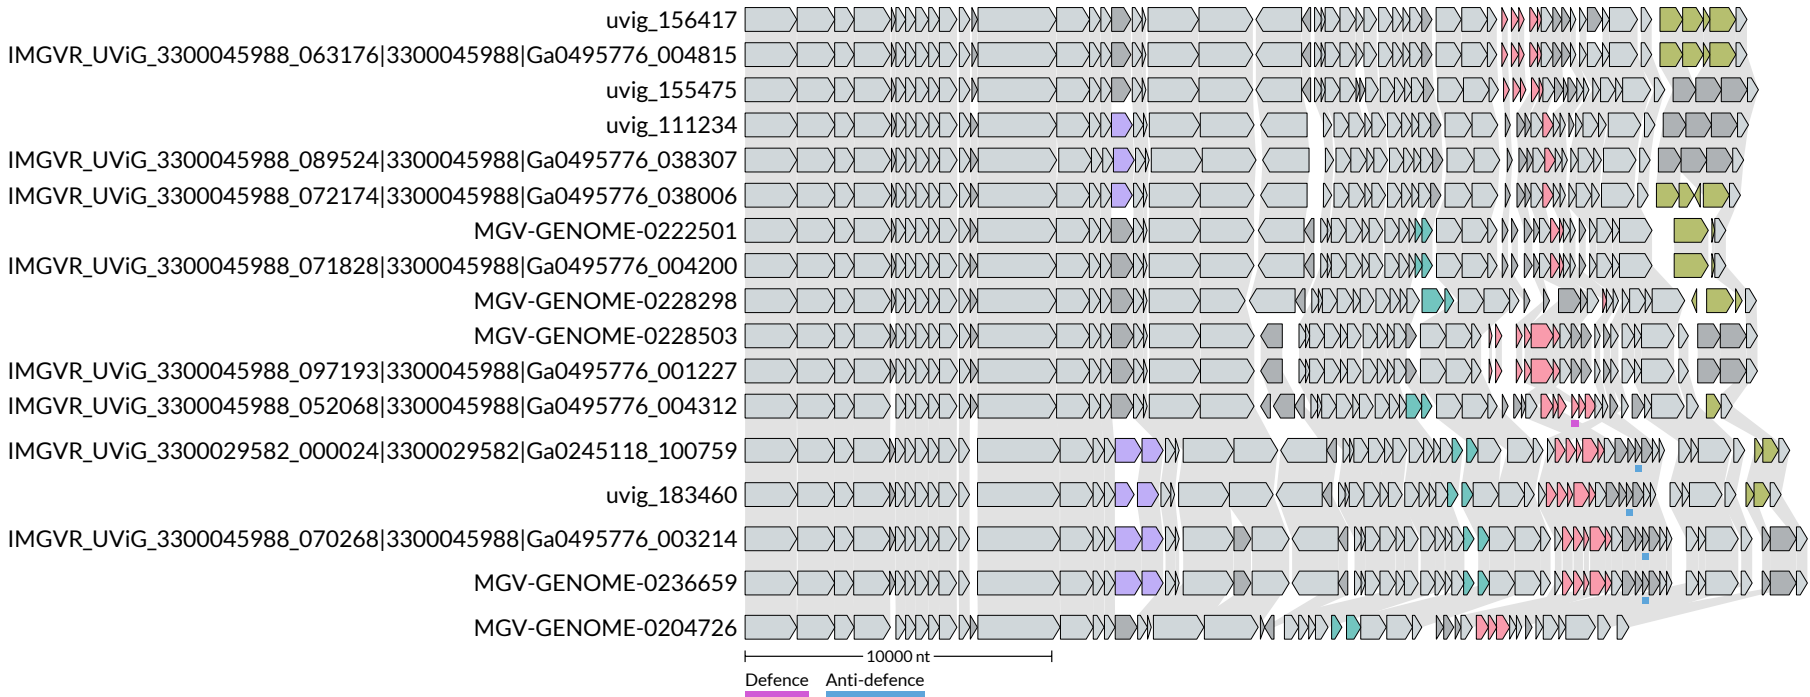 uvig_156417
IMGVR_UViG_3300045988_063176|3300045988|Ga0495776_004815
uvig_155475
uvig_111234
IMGVR_UViG_3300045988_089524|3300045988|Ga0495776_038307
IMGVR_UViG_3300045988_072174|3300045988|Ga0495776_038006
MGV-GENOME-0222501
IMGVR_UViG_3300045988_071828|3300045988|Ga0495776_004200
MGV-GENOME-0228298
MGV-GENOME-0228503
IMGVR_UViG_3300045988_097193|3300045988|Ga0495776_001227
IMGVR_UViG_3300045988_052068|3300045988|Ga0495776_004312
IMGVR_UViG_3300029582_000024|3300029582|Ga0245118_100759
uvig_183460
IMGVR_UViG_3300045988_070268|3300045988|Ga0495776_003214
MGV-GENOME-0236659
MGV-GENOME-0204726
10000 nt
Defence Anti-defence